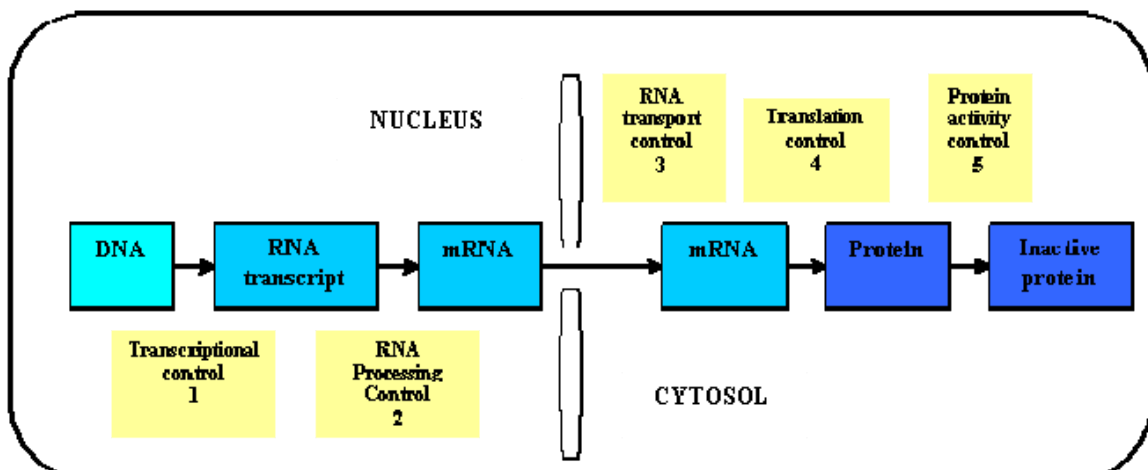 NUCLEUS
RNA
transport
control
3
Translation
control
4
Protein
activity
control
5
DNA
RNA
transcript
mRNA
mRNA
Protein
Inactive
protein
Transcriptional
control
1
RNA
Processing
Control
2
CYTOSOL